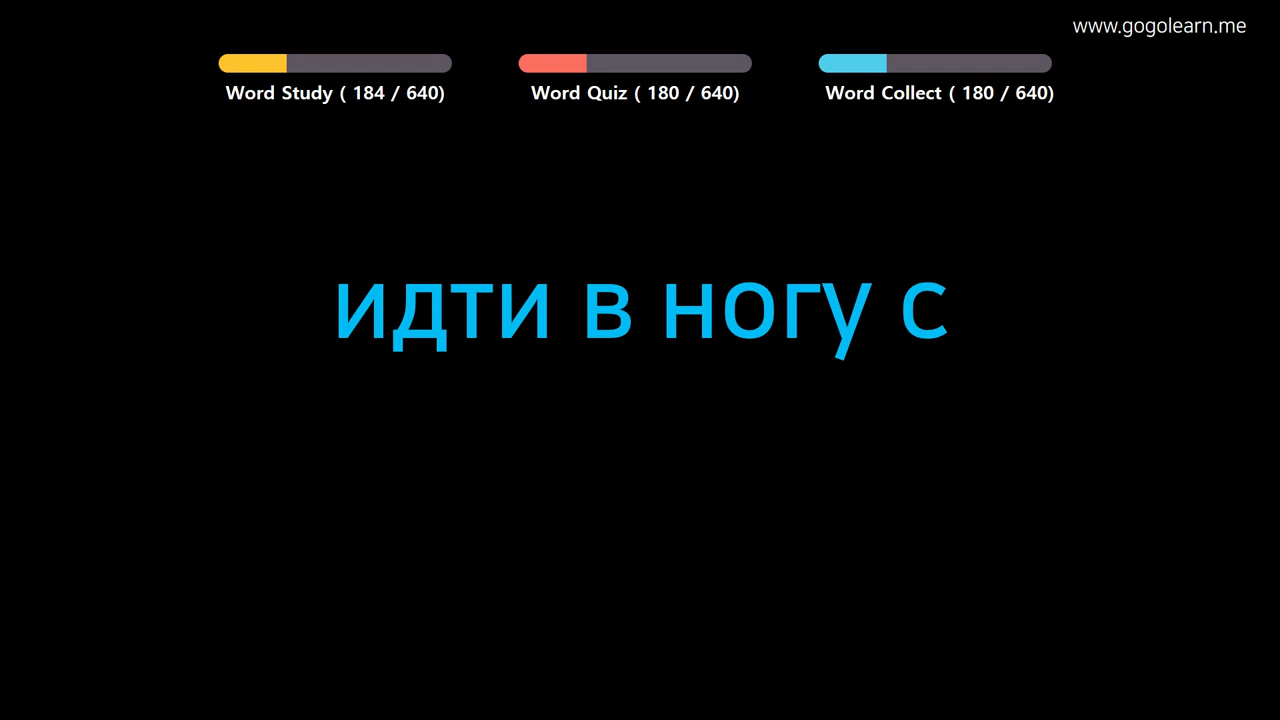 www.gogolearn.me
Word Study ( 184 / 640)
Word Quiz ( 180 / 640)
Word Collect ( 180 / 640)
идти в ногу с